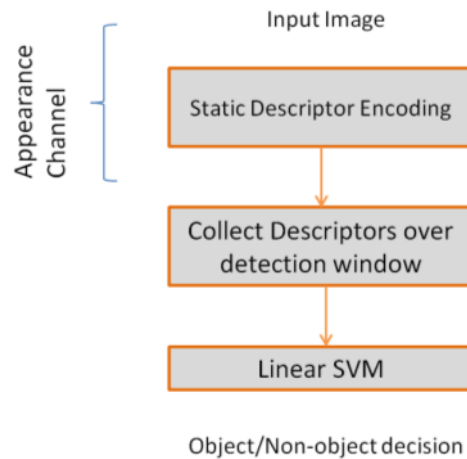 Input Image
Appearance
Channel
Static Descriptor Encoding
Collect Descriptors over
detection window
Linear SVM
Object/Non-object decision